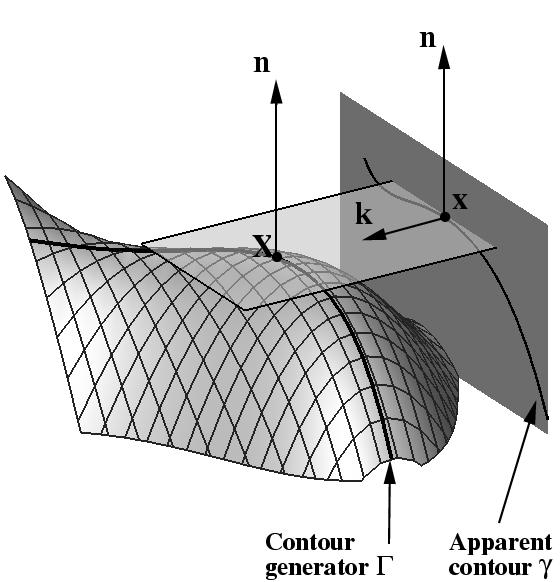 n
n
x
k
X
Contour
generator Γ
Apparent
contour γ